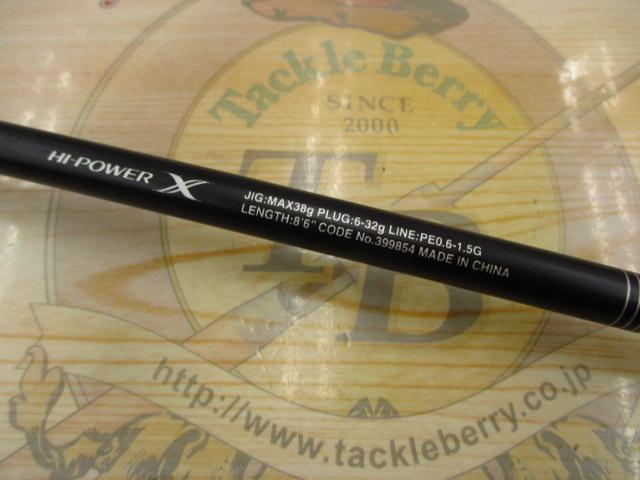 Tackle Berry
SINCE
2000
T
&
B
HI-POWER X
JIG:MAX38g PLUG:6-32g LINE:PE0.6-1.5G
LENGTH:8'6" CODE No.399854 MADE IN CHINA
http://www.tackleberry.co.jp